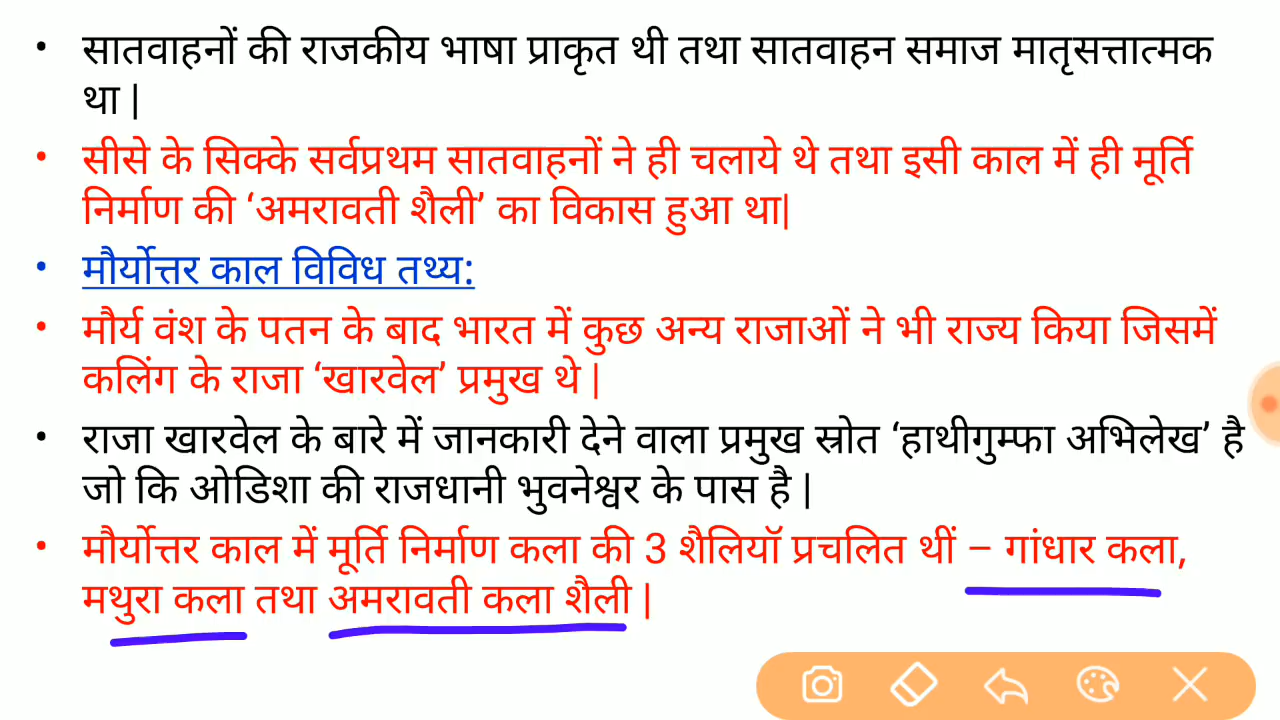 • सातवाहनों की राजकीय भाषा प्राकृत थी तथा सातवाहन समाज मातृसत्तात्मक
था |
• सीसे के सिक्के सर्वप्रथम सातवाहनों ने ही चलाये थे तथा इसी काल में ही मूर्ति
निर्माण की ‘अमरावती शैली’ का विकास हुआ था|
• मौर्योत्तर काल विविध तथ्य:
• मौर्य वंश के पतन के बाद भारत में कुछ अन्य राजाओं ने भी राज्य किया जिसमें
कलिंग के राजा ‘खारवेल’ प्रमुख थे |
• राजा खारवेल के बारे में जानकारी देने वाला प्रमुख स्रोत ‘हाथीगुम्फा अभिलेख’ है
जो कि ओडिशा की राजधानी भुवनेश्वर के पास है |
• मौर्योत्तर काल में मूर्ति निर्माण कला की 3 शैलियॉ प्रचलित थीं – गांधार कला,
मथुरा कला तथा अमरावती कला शैली |